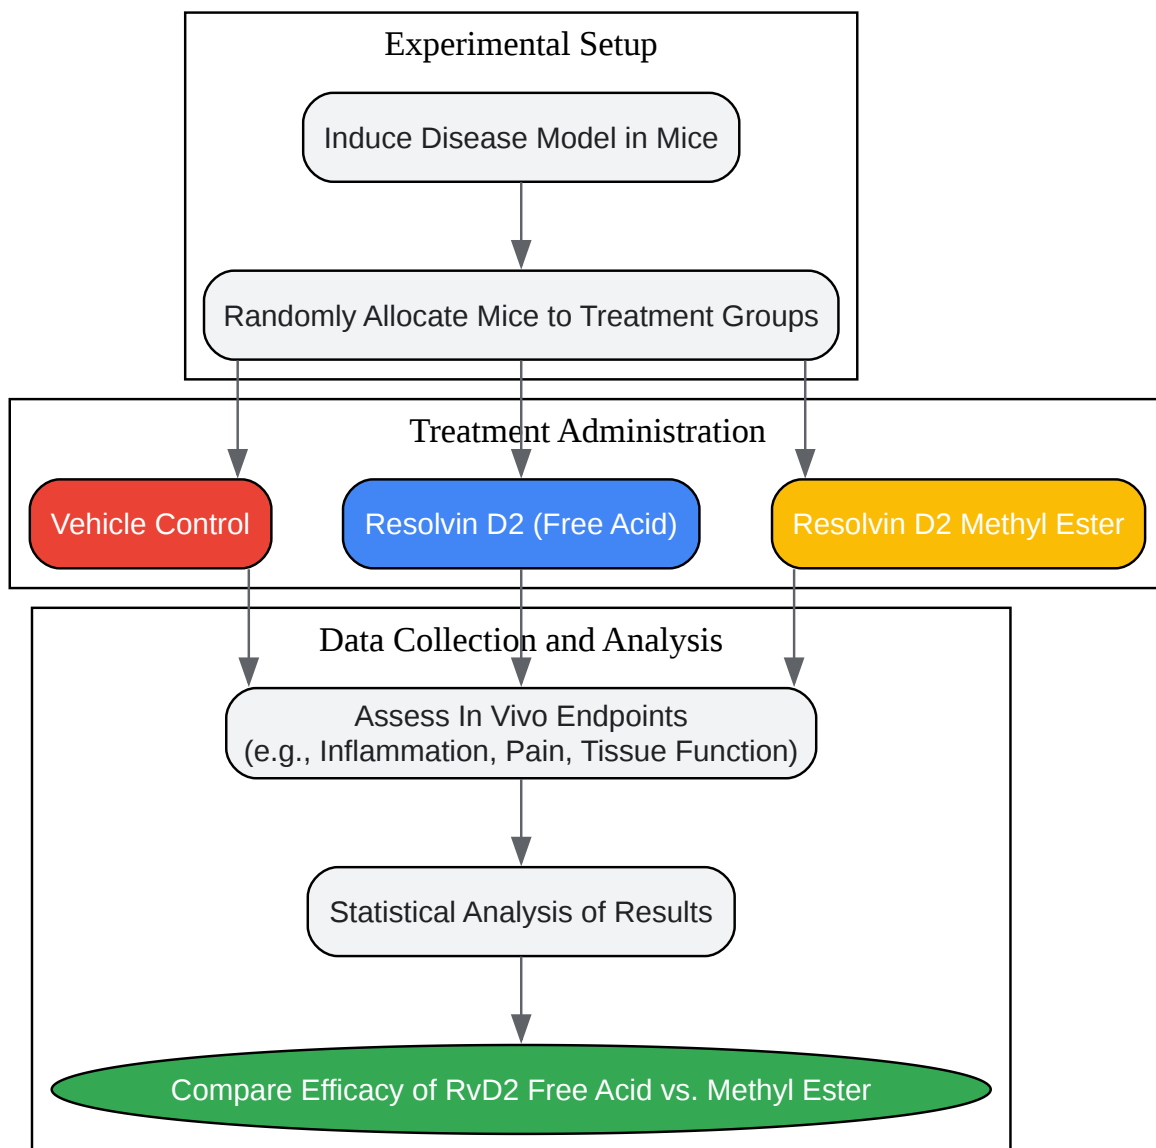 Experimental Setup
Induce Disease Model in Mice
Randomly Allocate Mice to Treatment Groups
Treatment Administration
Vehicle Control
Resolvin D2 (Free Acid)
Resolvin D2 Methyl Ester
Data Collection and Analysis
Assess In Vivo Endpoints
(e.g., Inflammation, Pain, Tissue Function)
Statistical Analysis of Results
Compare Efficacy of RvD2 Free Acid vs. Methyl Ester